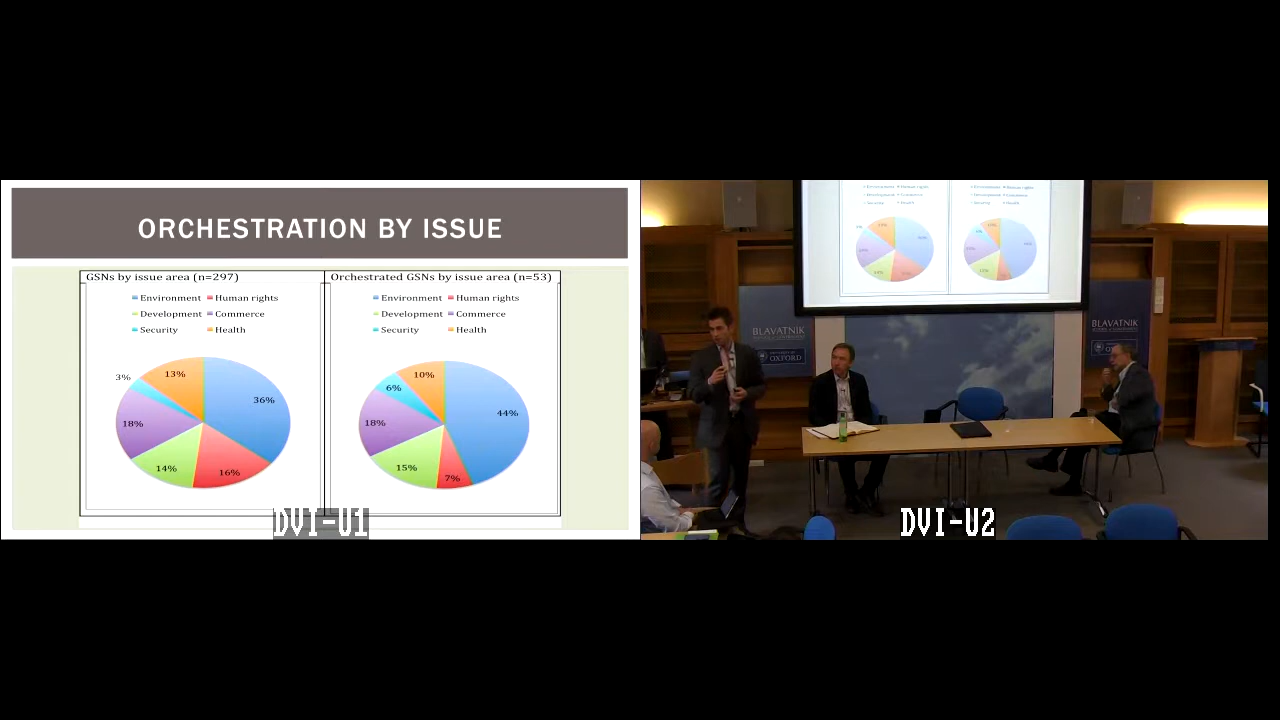 ORCHESTRATION BY ISSUE
GSNs by issue area (n=297)
Environment Human rights
Development Commerce
Security Health
36%
16%
14%
18%
3%
13%
Orchestrated GSNs by issue area (n=53)
Environment Human rights
Development Commerce
Security Health
44%
7%
15%
18%
6%
10%
DVI-U1
BLAVATNIK
OXFORD
BLAVATNIK
OXFORD
DVI-U2